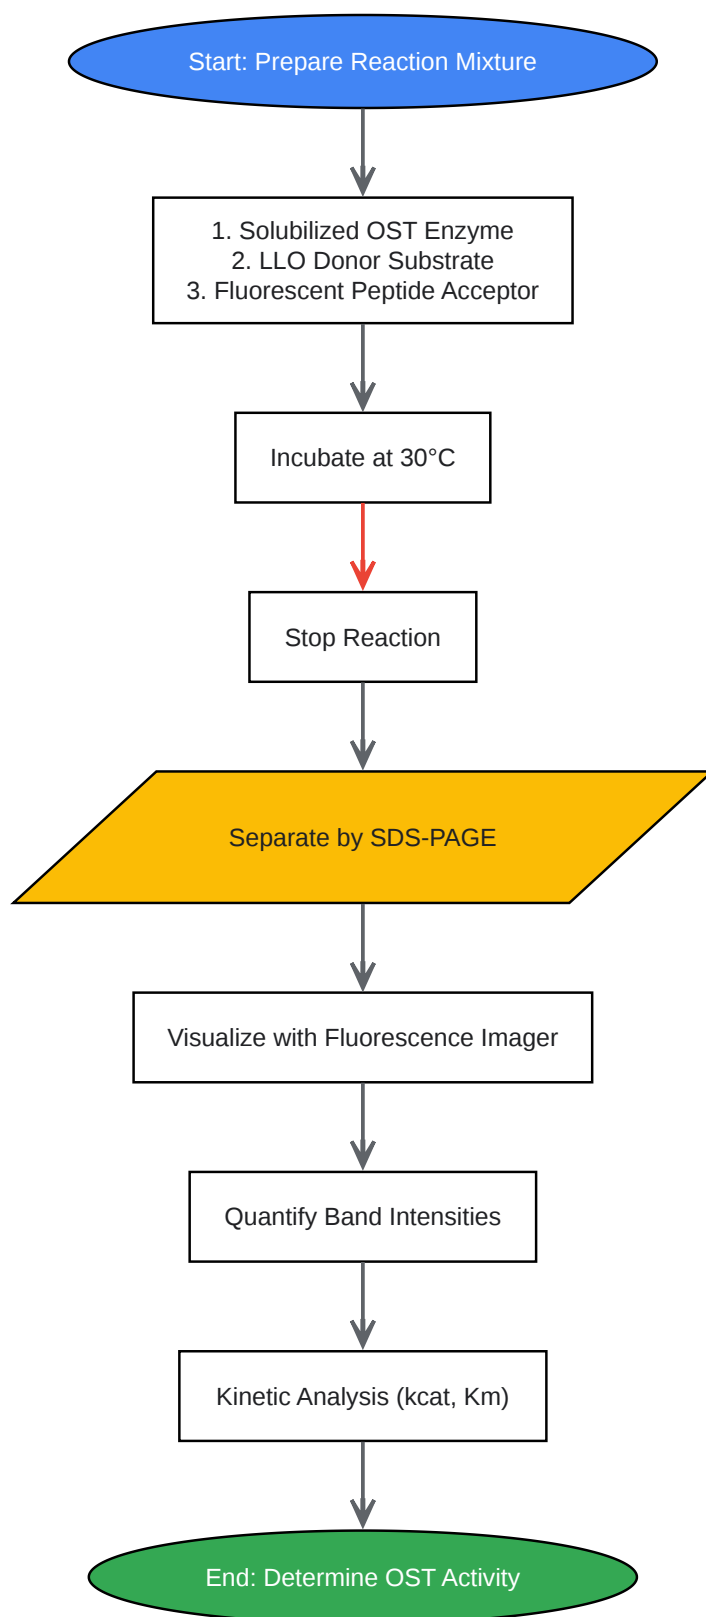 Start: Prepare Reaction Mixture
1. Solubilized OST Enzyme
2. LLO Donor Substrate
3. Fluorescent Peptide Acceptor
Incubate at 30°C
Stop Reaction
Separate by SDS-PAGE
Visualize with Fluorescence Imager
Quantify Band Intensities
Kinetic Analysis (kcat, Km)
End: Determine OST Activity